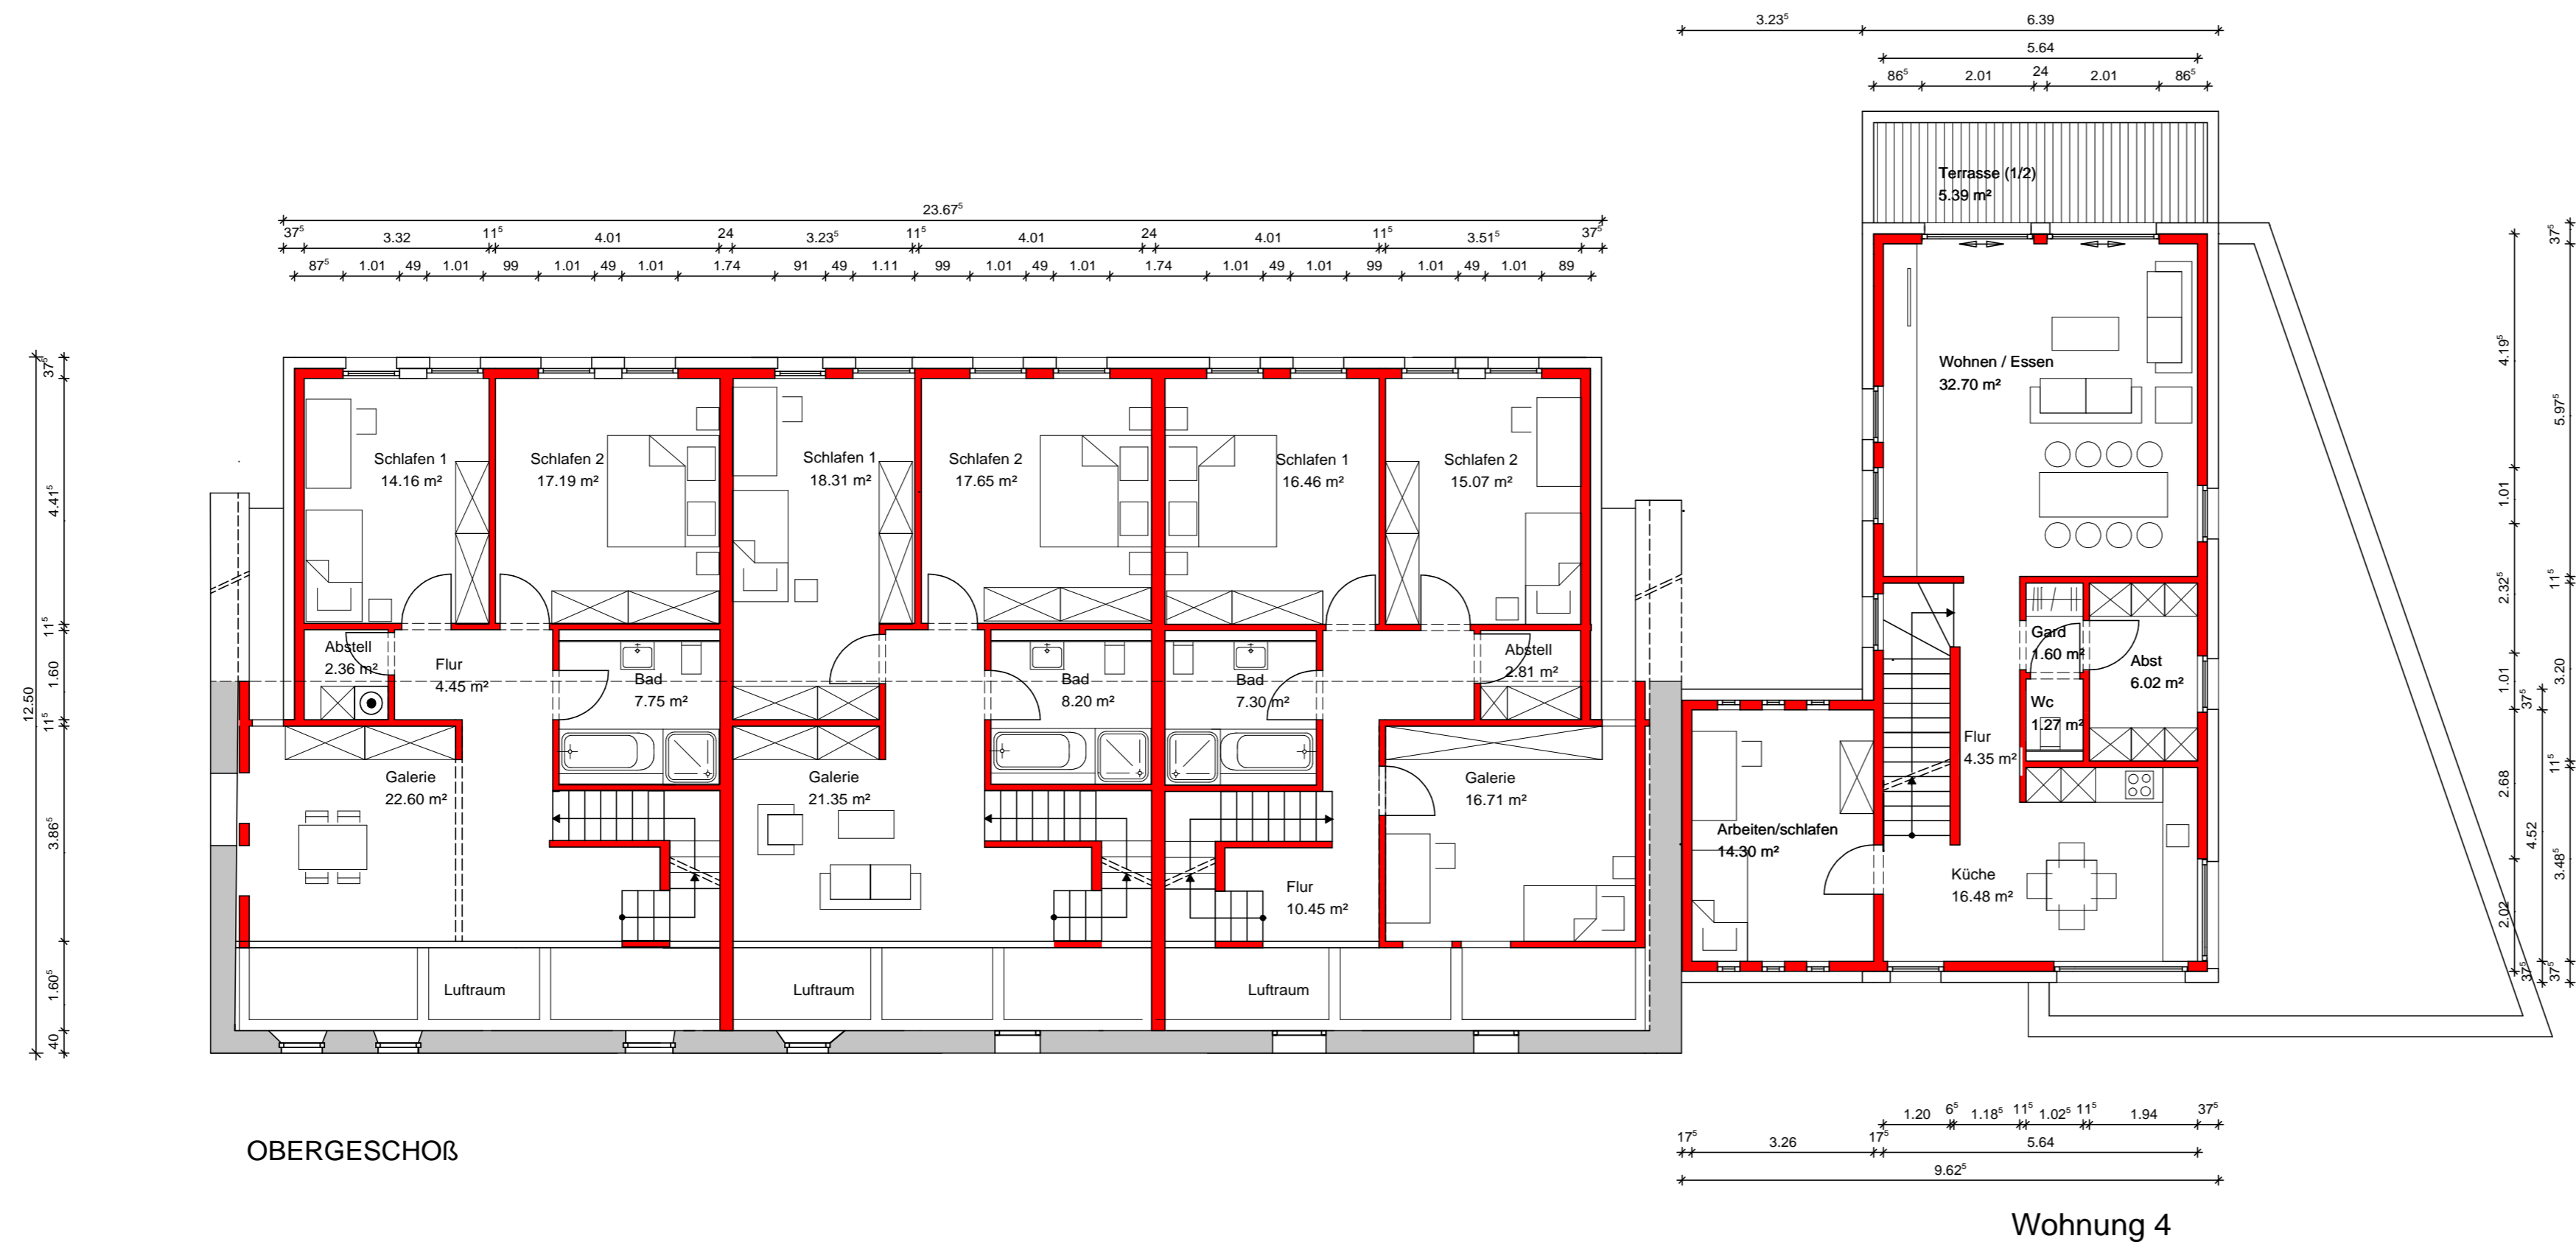 3.23⁵ 6.39
5.64
86⁵ 2.01 24 2.01 86⁵
Terrasse (1/2)
5.39 m²
23.67⁵
37⁵ 3.32 11⁵ 4.01 24 3.23⁵ 11⁵ 4.01 24 4.01 11⁵ 3.51⁵ 37⁵
87⁵ 1.01 49 1.01 99 1.01 49 1.01 1.74 91 49 1.11 99 1.01 49 1.01 1.74 1.01 49 1.01 99 1.01 49 1.01 89
12.50
37⁵
4.41⁵
11⁵
1.60
11⁵
3.86⁵
1.60⁵
40
Schlafen 1
14.16 m²
Schlafen 2
17.19 m²
Schlafen 1
18.31 m²
Schlafen 2
17.65 m²
Schlafen 1
16.46 m²
Schlafen 2
15.07 m²
Abstell
2.36 m²
Flur
4.45 m²
Bad
7.75 m²
Bad
8.20 m²
Bad
7.30 m²
Abstell
2.81 m²
Galerie
22.60 m²
Galerie
21.35 m²
Galerie
16.71 m²
Flur
10.45 m²
Luftraum
Luftraum
Luftraum
Wohnen / Essen
32.70 m²
Gard
1.60 m²
Abst
6.02 m²
Wc
1.27 m²
Flur
4.35 m²
Arbeiten/schlafen
14.30 m²
Küche
16.48 m²
4.19⁵
1.01
2.32⁵
1.01
2.68
2.02
37⁵
37⁵
4.52
37⁵
5.97⁵
11⁵
3.20
11⁵
3.48⁵
37⁵
1.20 6⁵ 1.18⁵ 11⁵ 1.02⁵ 11⁵ 1.94 37⁵
17⁵ 3.26 17⁵ 5.64
9.62⁵
OBERGESCHOß
Wohnung 4